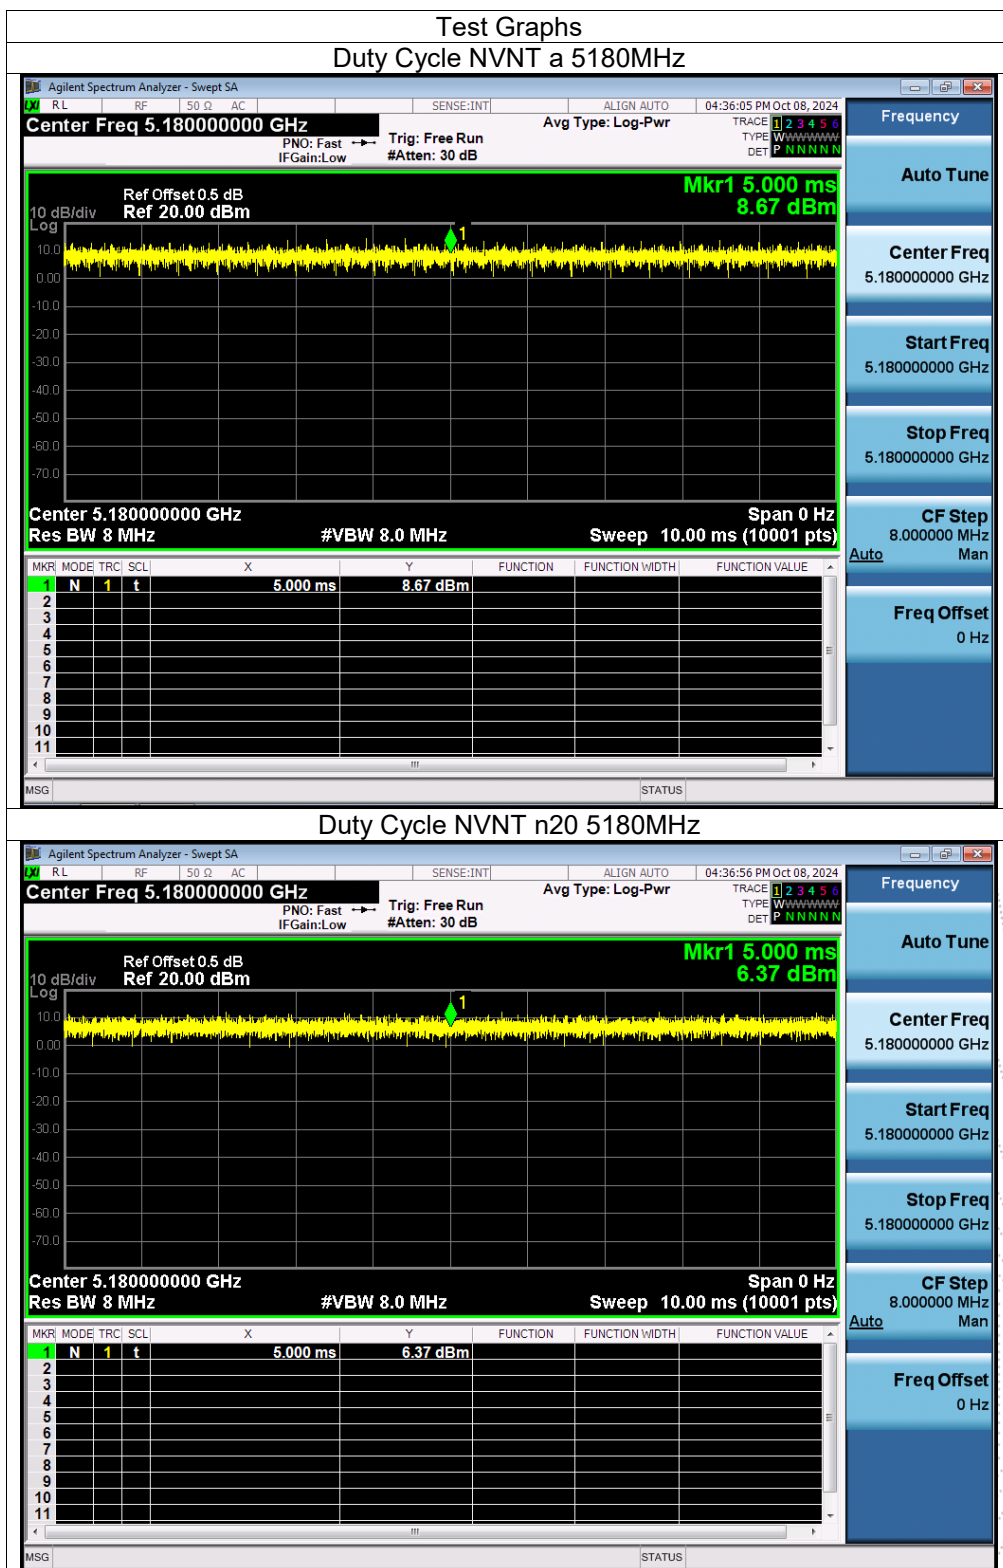 Test Graphs
Duty Cycle NVNT a 5180MHz
Agilent Spectrum Analyzer - Swept SA
LXI RL RF 50 Ω AC SENSE:INT ALIGN AUTO 04:36:05 PM Oct 08, 2024
Center Freq 5.180000000 GHz
PNO: Fast
IFGain:Low
Trig: Free Run
#Atten: 30 dB
Avg Type: Log-Pwr
TRACE 1 2 3 4 5 6
TYPE WWWWWW
DET P N N N N N
Frequency
Auto Tune
Center Freq
5.180000000 GHz
Start Freq
5.180000000 GHz
Stop Freq
5.180000000 GHz
CF Step
8.000000 MHz
Auto Man
Freq Offset
0 Hz
Mkr1 5.000 ms
8.67 dBm
Ref Offset 0.5 dB
10 dB/div Ref 20.00 dBm
Log
1
10.0
0.00
-10.0
-20.0
-30.0
-40.0
-50.0
-60.0
-70.0
Center 5.180000000 GHz Span 0 Hz
Res BW 8 MHz #VBW 8.0 MHz Sweep 10.00 ms (10001 pts)
MKR MODE TRC SCL X Y FUNCTION FUNCTION WIDTH FUNCTION VALUE
1 N 1 t 5.000 ms 8.67 dBm
2
3
4
5
6
7
8
9
10
11
MSG STATUS
Duty Cycle NVNT n20 5180MHz
Agilent Spectrum Analyzer - Swept SA
LXI RL RF 50 Ω AC SENSE:INT ALIGN AUTO 04:36:56 PM Oct 08, 2024
Center Freq 5.180000000 GHz
PNO: Fast
IFGain:Low
Trig: Free Run
#Atten: 30 dB
Avg Type: Log-Pwr
TRACE 1 2 3 4 5 6
TYPE WWWWWW
DET P N N N N N
Frequency
Auto Tune
Center Freq
5.180000000 GHz
Start Freq
5.180000000 GHz
Stop Freq
5.180000000 GHz
CF Step
8.000000 MHz
Auto Man
Freq Offset
0 Hz
Mkr1 5.000 ms
6.37 dBm
Ref Offset 0.5 dB
10 dB/div Ref 20.00 dBm
Log
1
10.0
0.00
-10.0
-20.0
-30.0
-40.0
-50.0
-60.0
-70.0
Center 5.180000000 GHz Span 0 Hz
Res BW 8 MHz #VBW 8.0 MHz Sweep 10.00 ms (10001 pts)
MKR MODE TRC SCL X Y FUNCTION FUNCTION WIDTH FUNCTION VALUE
1 N 1 t 5.000 ms 6.37 dBm
2
3
4
5
6
7
8
9
10
11
MSG STATUS